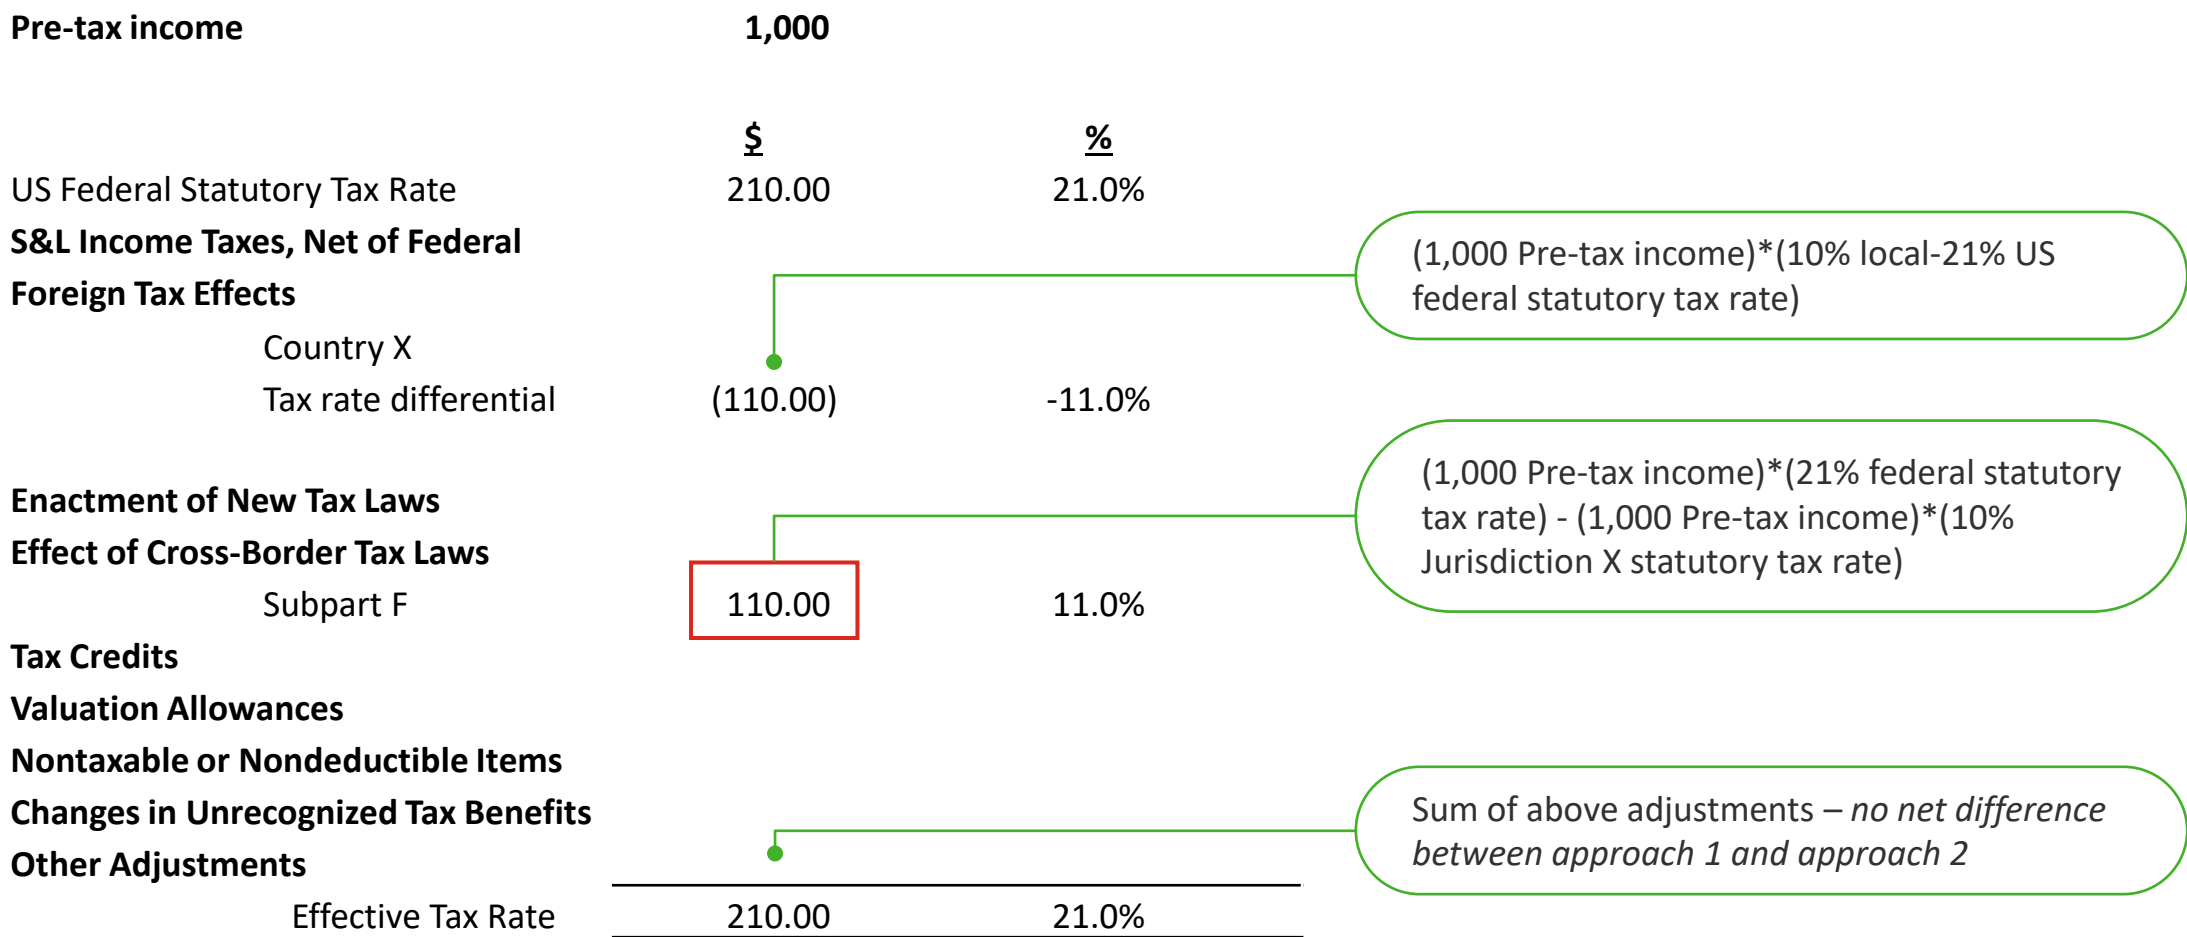 Pre-tax income 1,000
$ %
US Federal Statutory Tax Rate 210.00 21.0%
S&L Income Taxes, Net of Federal
Foreign Tax Effects
(1,000 Pre-tax income)*(10% local-21% US
federal statutory tax rate)
Country X
Tax rate differential (110.00) -11.0%
Enactment of New Tax Laws
Effect of Cross-Border Tax Laws
(1,000 Pre-tax income)*(21% federal statutory
tax rate) - (1,000 Pre-tax income)*(10%
Jurisdiction X statutory tax rate)
Subpart F 110.00 11.0%
Tax Credits
Valuation Allowances
Nontaxable or Nondeductible Items
Changes in Unrecognized Tax Benefits
Other Adjustments
Sum of above adjustments – no net difference
between approach 1 and approach 2
Effective Tax Rate 210.00 21.0%